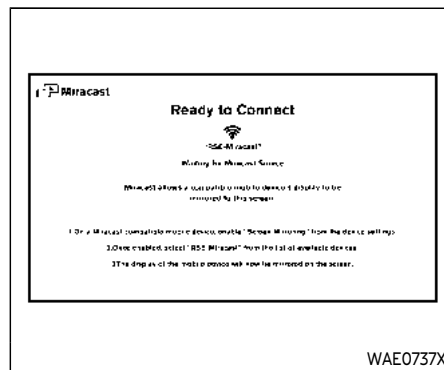 Miracast
Ready to Connect
"RSE-Miracast"
Waiting for Miracast Source
Miracast allows a compatible mobile device's display to be
mirrored to this screen
1.On a Miracast compatible mobile device, enable "Screen Mirroring" from the device settings
2.Once enabled, select "RSE-Miracast" from the list of available devices
3.The display of the mobile device will now be mirrored on the screen.
WAE0737X